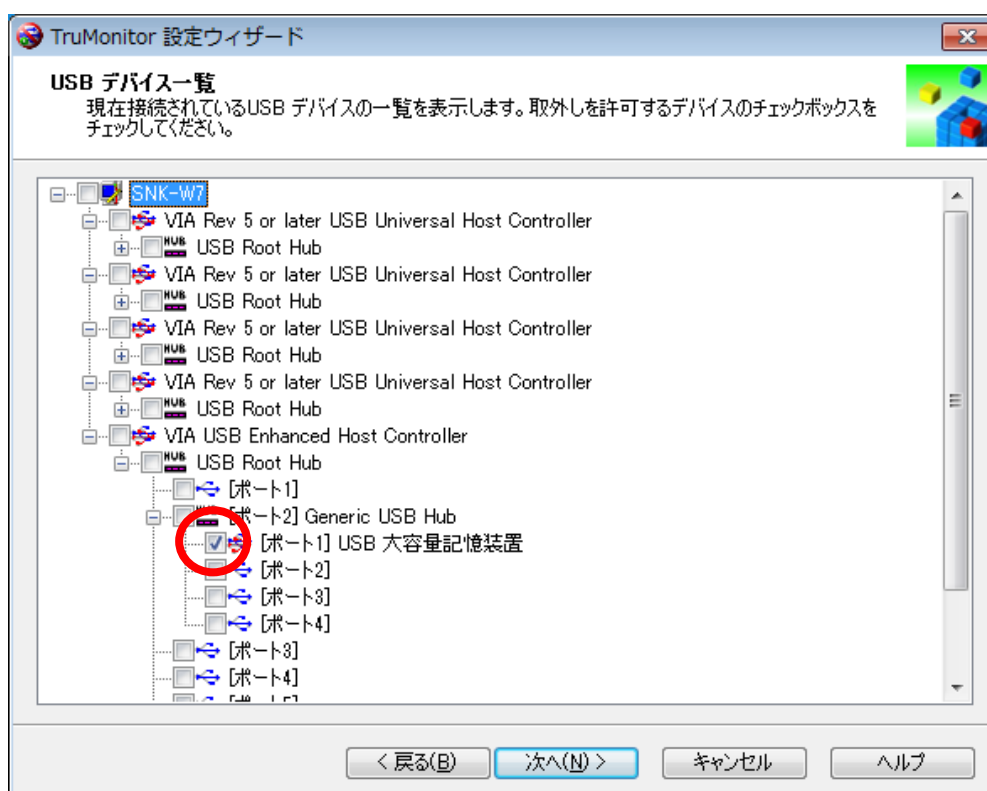 TruMonitor 設定ウィザード
USB デバイス一覧
現在接続されているUSB デバイスの一覧を表示します。取外しを許可するデバイスのチェックボックスを
チェックしてください。
SNK-W7
VIA Rev 5 or later USB Universal Host Controller
HUB USB Root Hub
VIA Rev 5 or later USB Universal Host Controller
HUB USB Root Hub
VIA Rev 5 or later USB Universal Host Controller
HUB USB Root Hub
VIA Rev 5 or later USB Universal Host Controller
HUB USB Root Hub
VIA USB Enhanced Host Controller
HUB USB Root Hub
[ポート1]
[ポート2] Generic USB Hub
[ポート1] USB 大容量記憶装置
[ポート2]
[ポート3]
[ポート4]
[ポート3]
[ポート4]
< 戻る(B)
次へ(N) >
キャンセル
ヘルプ